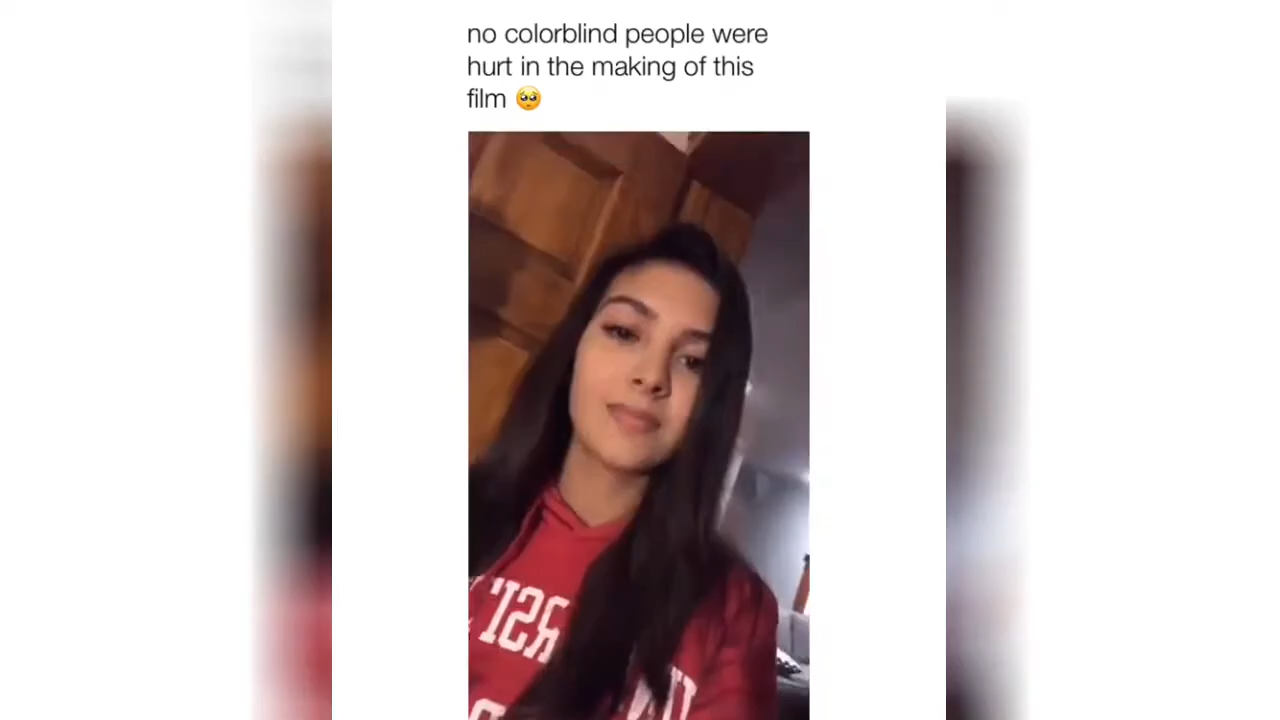 no colorblind people were
hurt in the making of this
film 🥺